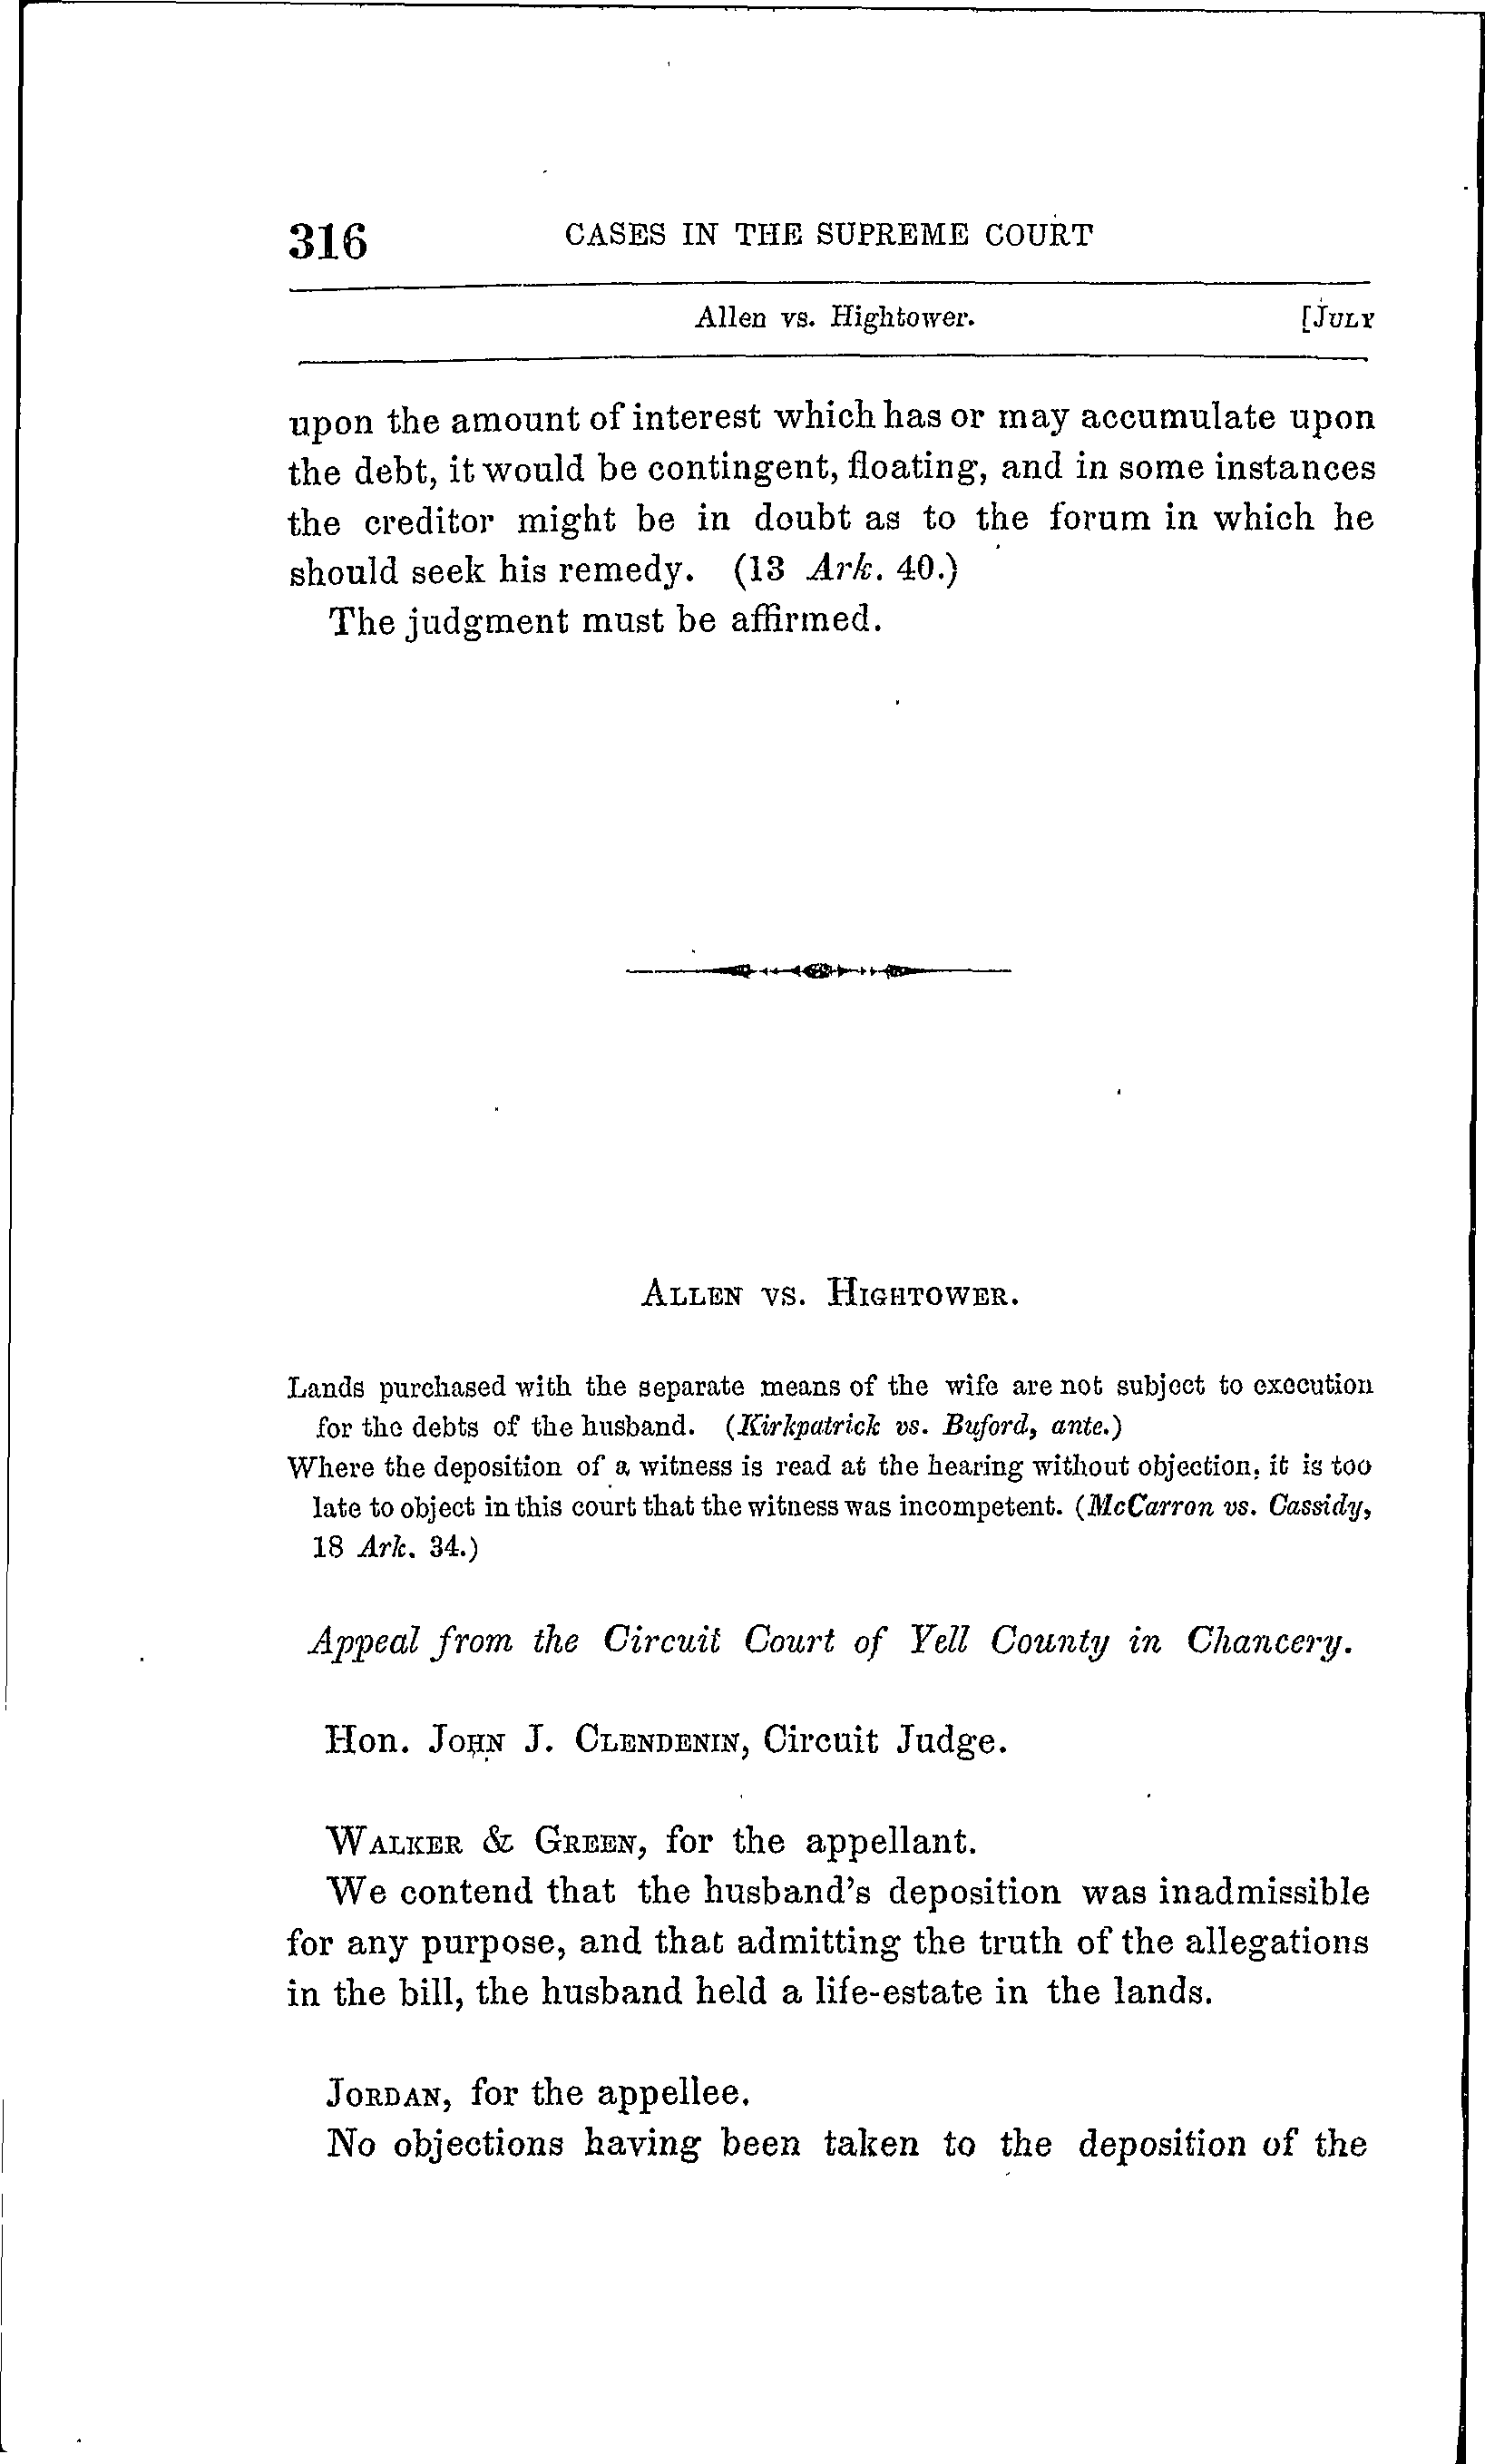 316 CASES IN THE SUPREME COURT
Allen vs. Hightower. [JULY
upon the amount of interest which has or may accumulate upon
the debt, it would be contingent, floating, and in some instances
the creditor might be in doubt as to the forum in which he
should seek his remedy. (13 Ark. 40.)
The judgment must be affirmed.
ALLEN VS. HIGHTOWER.
Lands purchased with the separate means of the wife are not subject to execution
for the debts of the husband. (Kirkpatrick vs. Buford, ante.)
Where the deposition of a witness is read at the hearing without objection, it is too
late to object in this court that the witness was incompetent. (McCarron vs. Cassidy,
18 Ark. 34.)
Appeal from the Circuit Court of Yell County in Chancery.
Hon. JOHN J. CLENDENIN, Circuit Judge.
WALKER & GREEN, for the appellant.
We contend that the husband's deposition was inadmissible
for any purpose, and that admitting the truth of the allegations
in the bill, the husband held a life-estate in the lands.
JORDAN, for the appellee.
No objections having been taken to the deposition of the